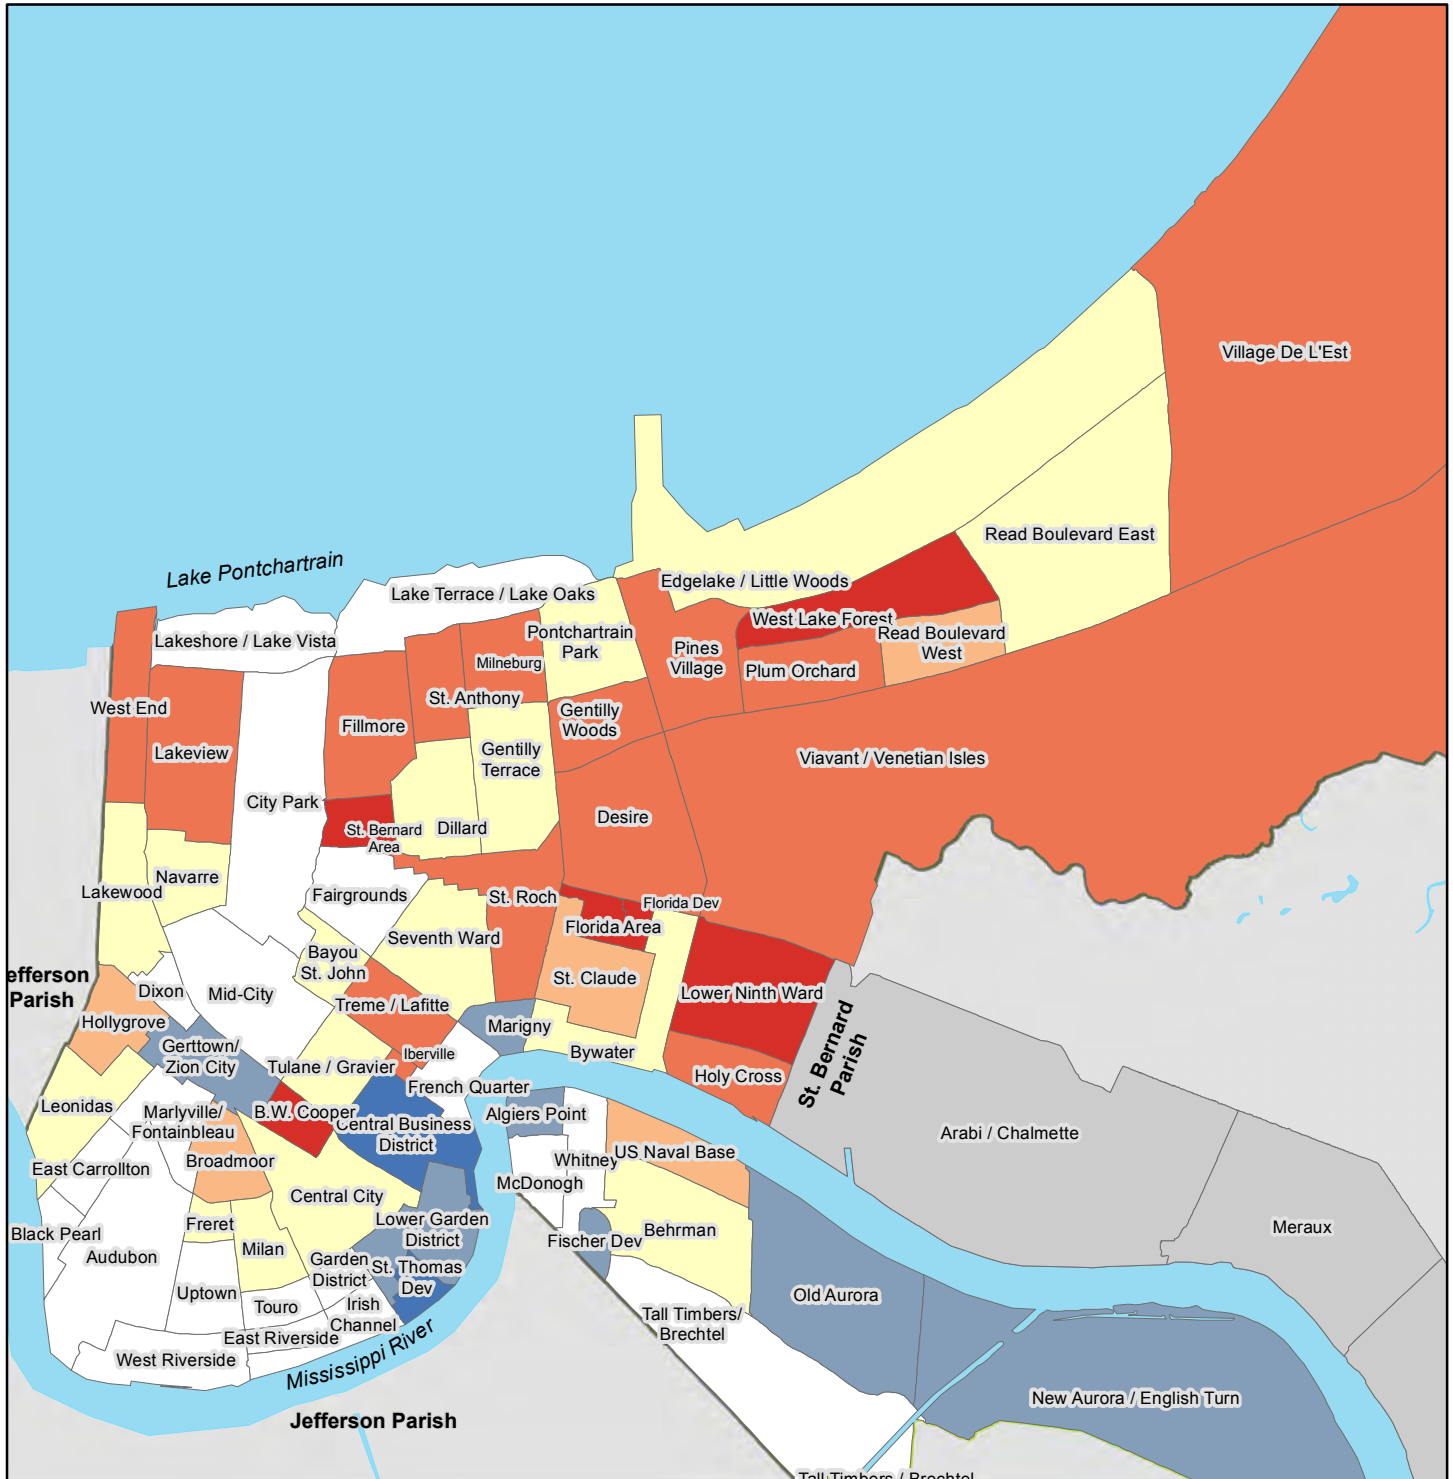 Village De L'Est
Read Boulevard East
Lake Pontchartrain
Edgelake / Little Woods
Lake Terrace / Lake Oaks
West Lake Forest
Lakeshore / Lake Vista
Pontchartrain
Park
Read Boulevard
West
Pines
Village
Milneburg
Plum Orchard
St. Anthony
West End
Gentilly
Woods
Fillmore
Lakeview
Gentilly
Terrace
Viavant / Venetian Isles
City Park
Desire
St. Bernard
Area
Dillard
Navarre
Lakewood
Fairgrounds
St. Roch
Florida Dev
Florida Area
Seventh Ward
Bayou
St. John
efferson
Parish
St. Claude
Dixon
Mid-City
Lower Ninth Ward
Treme / Lafitte
Hollygrove
Marigny
St. Bernard
Parish
Gerttown/
Zion City
Iberville
Bywater
Tulane / Gravier
Holy Cross
French Quarter
Leonidas
Marlyville/
Fontainbleau
B.W. Cooper
Algiers Point
Central Business
District
Arabi / Chalmette
US Naval Base
Whitney
East Carrollton
Broadmoor
McDonogh
Central City
Freret
Lower Garden
District
Behrman
Meraux
Black Pearl
Fischer Dev
Audubon
Milan
Garden
District
St. Thomas
Dev
Uptown
Old Aurora
Touro
Irish
Channel
Tall Timbers/
Brechtel
East Riverside
West Riverside
Mississippi River
New Aurora / English Turn
Jefferson Parish
Tall Timbers / Brechtel